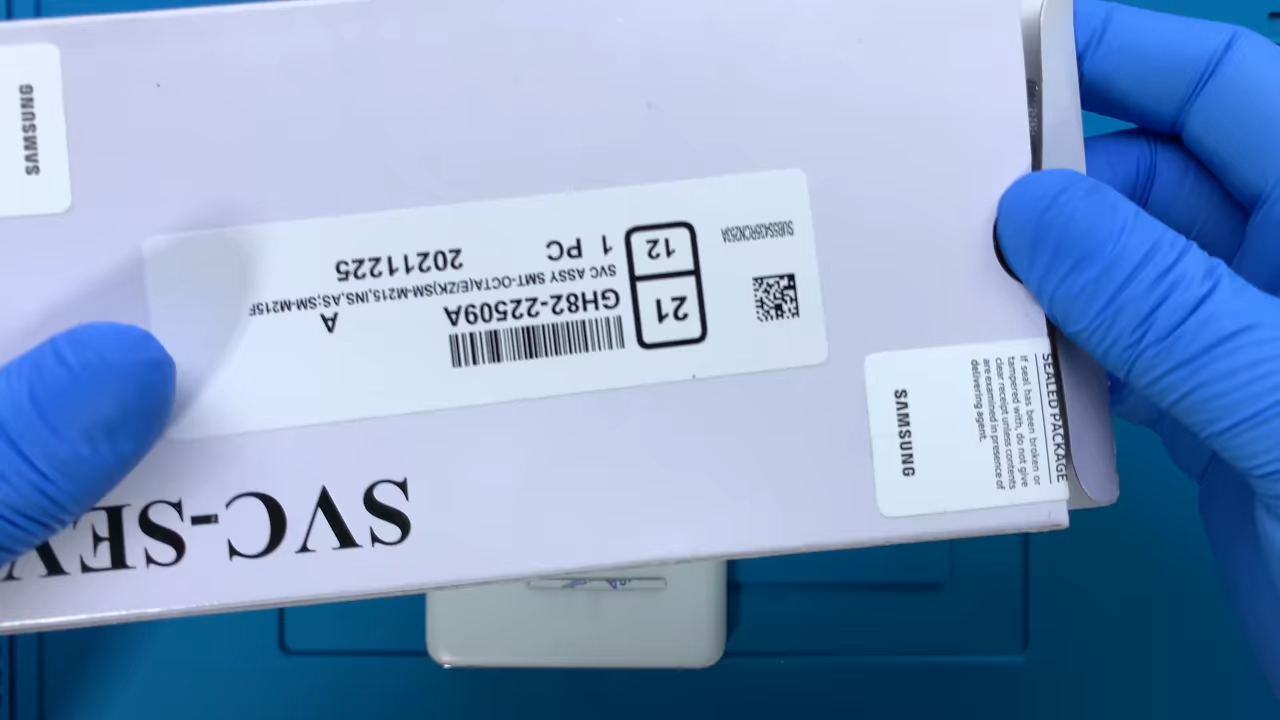 SAMSUNG
SUBSS435RCN253A
21
12
GH82-22509A
A
SVC ASSY SMT-OCTA(E/ZK)SM-M215,INS,AS;SM-M215F
1 PC
20211225
SAMSUNG
SEALED PACKAGE
If seal has been broken or
tampered with, do not give
clear receipt unless contents
are examined in presence of
delivering agent.
SVC-SEV